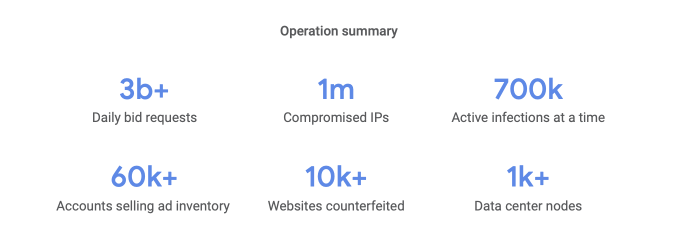 Operation summary
3b+ 1m 700k
Daily bid requests Compromised IPs Active infections at a time
60k+ 10k+ 1k+
Accounts selling ad inventory Websites counterfeited Data center nodes